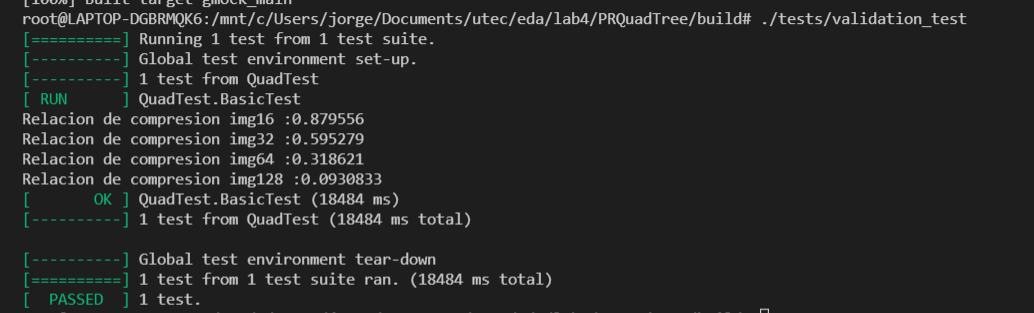 [100%] Built target gmock_main
root@LAPTOP-DGBRMQK6:/mnt/c/Users/jorge/Documents/utec/eda/lab4/PRQuadTree/build# ./tests/validation_test
[==========] Running 1 test from 1 test suite.
[----------] Global test environment set-up.
[----------] 1 test from QuadTest
[ RUN      ] QuadTest.BasicTest
Relacion de compresion img16 :0.879556
Relacion de compresion img32 :0.595279
Relacion de compresion img64 :0.318621
Relacion de compresion img128 :0.0930833
[       OK ] QuadTest.BasicTest (18484 ms)
[----------] 1 test from QuadTest (18484 ms total)
[----------] Global test environment tear-down
[==========] 1 test from 1 test suite ran. (18484 ms total)
[  PASSED  ] 1 test.